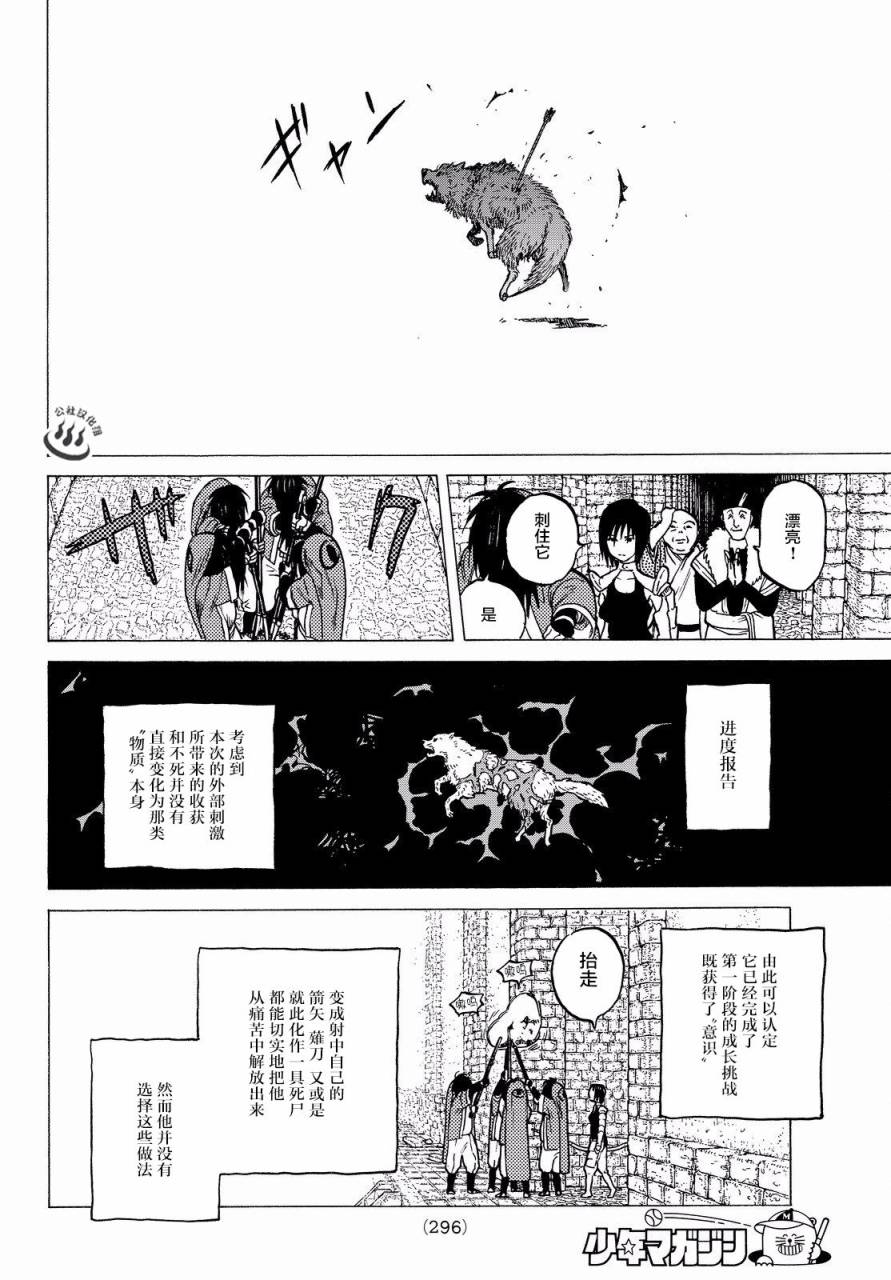 ギャン
公社汉化组
漂亮！
刺住它
是
ザクッ
进度报告
考虑到
本次的外部刺激
所带来的收获
和不死并没有
直接变化为那类
“物质”本身
由此可以认定
它已经完成了
第一阶段的成长挑战
既获得了“意识”
抬走
变成射中自己的
箭矢 薙刀 又或是
就此化作一具死尸
都能切实地把他
从痛苦中解放出来
然而他并没有
选择这些做法
(296)
少年マガジン